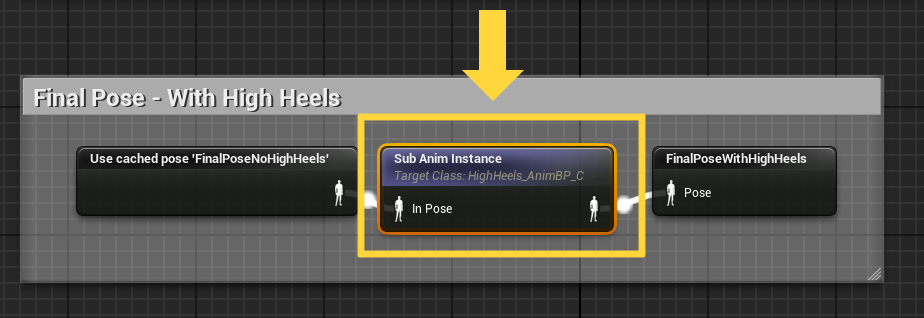 Final Pose - With High Heels
Use cached pose 'FinalPoseNoHighHeels'
Sub Anim Instance
Target Class: HighHeels_AnimBP_C
In Pose
FinalPoseWithHighHeels
Pose